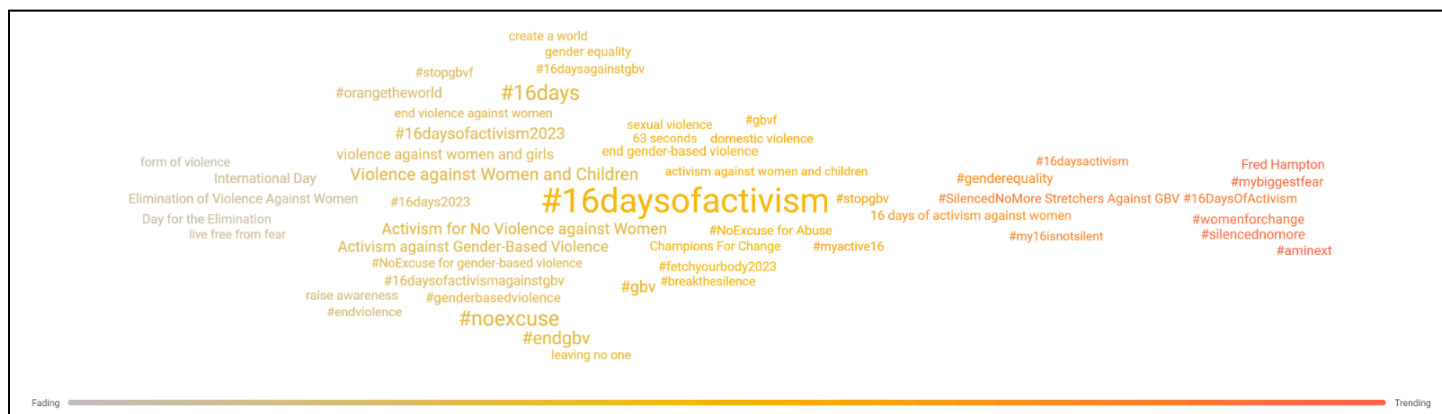 create a world
gender equality
#stopgbvf #16daysagainstgbv
#orangetheworld #16days
end violence against women
sexual violence #gbvf
#16daysofactivism2023 63 seconds domestic violence
violence against women and girls end gender-based violence
form of violence #16daysactivism Fred Hampton
International Day Violence against Women and Children activism against women and children #genderequality #mybiggestfear
Elimination of Violence Against Women #16days2023 #16daysofactivism #stopgbv #SilencedNoMore Stretchers Against GBV #16DaysOfActivism
Day for the Elimination 16 days of activism against women #womenforchange
live free from fear Activism for No Violence against Women #NoExcuse for Abuse #my16isnotsilent #silencednomore
Activism against Gender-Based Violence Champions For Change #myactive16 #aminext
#NoExcuse for gender-based violence #fetchyourbody2023
#16daysofactivismagainstgbv #gbv #breakthesilence
raise awareness #genderbasedviolence
#endviolence #noexcuse
#endgbv
leaving no one
Fading Trending